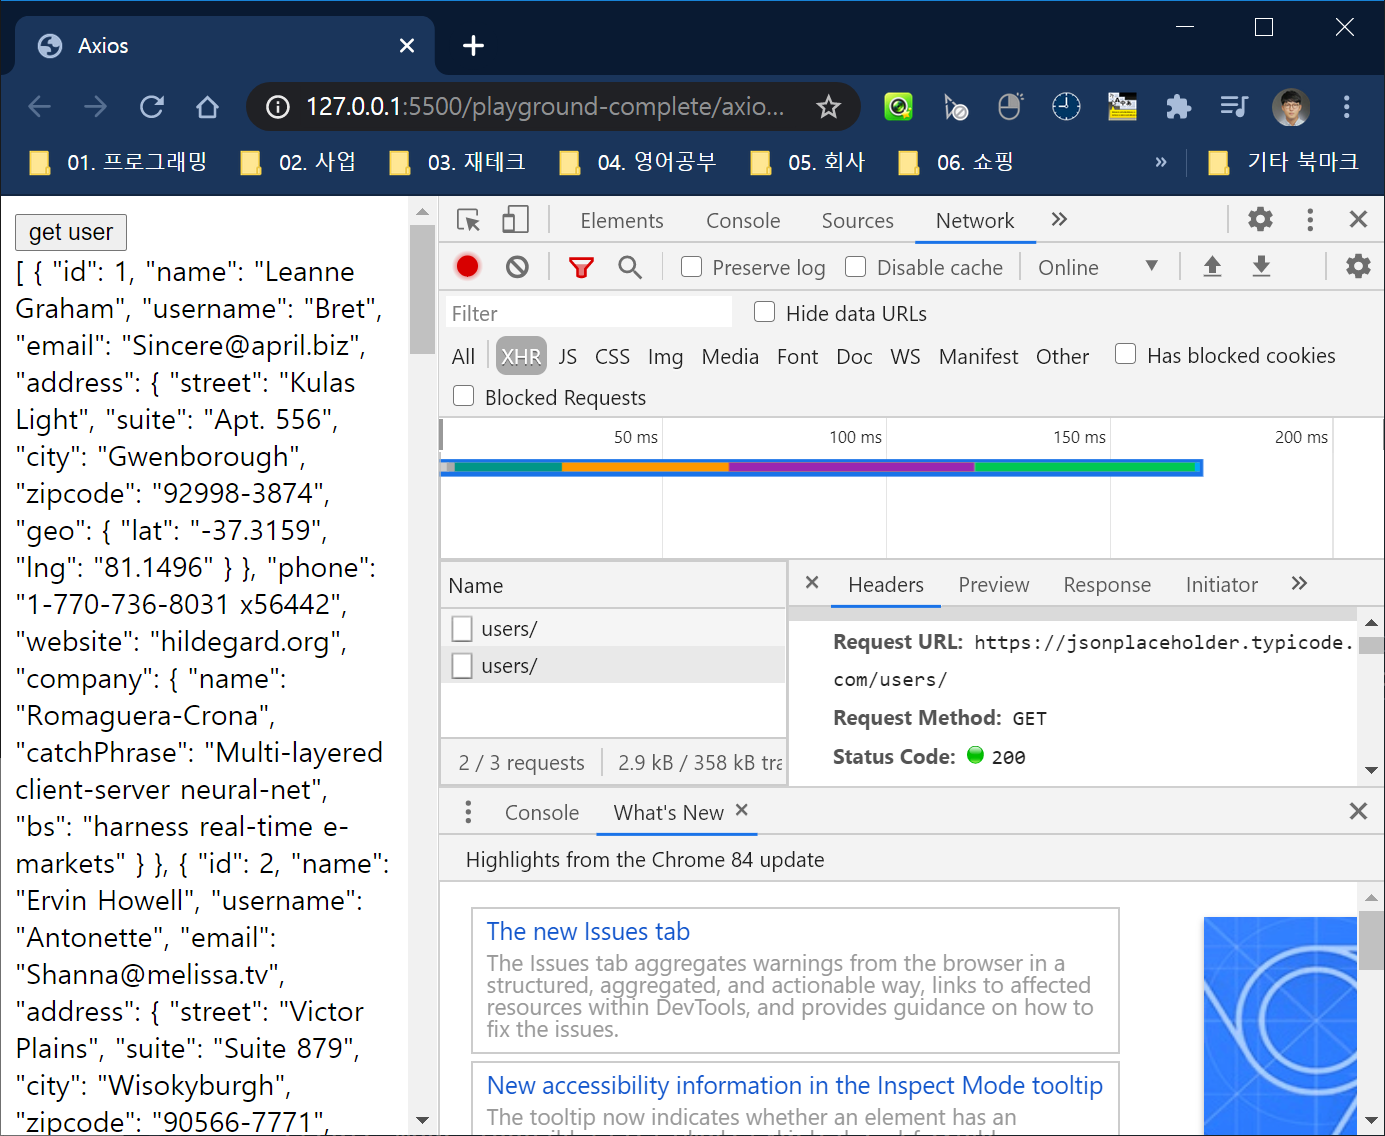 Axios
127.0.0.1:5500/playground-complete/axio...
01. 프로그래밍 02. 사업 03. 재테크 04. 영어공부 05. 회사 06. 쇼핑 » 기타 북마크
get user
[ { "id": 1, "name": "Leanne
Graham", "username": "Bret",
"email": "Sincere@april.biz",
"address": { "street": "Kulas
Light", "suite": "Apt. 556",
"city": "Gwenborough",
"zipcode": "92998-3874",
"geo": { "lat": "-37.3159",
"lng": "81.1496" } }, "phone":
"1-770-736-8031 x56442",
"website": "hildegard.org",
"company": { "name":
"Romaguera-Crona",
"catchPhrase": "Multi-layered
client-server neural-net",
"bs": "harness real-time e-
markets" } }, { "id": 2, "name":
"Ervin Howell", "username":
"Antonette", "email":
"Shanna@melissa.tv",
"address": { "street": "Victor
Plains", "suite": "Suite 879",
"city": "Wisokyburgh",
"zipcode": "90566-7771",
Elements Console Sources Network »
Preserve log Disable cache Online
Filter Hide data URLs
All XHR JS CSS Img Media Font Doc WS Manifest Other Has blocked cookies
Blocked Requests
50 ms 100 ms 150 ms 200 ms
Name
users/
users/
2 / 3 requests 2.9 kB / 358 kB tra
Headers Preview Response Initiator »
Request URL: https://jsonplaceholder.typicode.
com/users/
Request Method: GET
Status Code: 200
Console What's New
Highlights from the Chrome 84 update
The new Issues tab
The Issues tab aggregates warnings from the browser in a
structured, aggregated, and actionable way, links to affected
resources within DevTools, and provides guidance on how to
fix the issues.
New accessibility information in the Inspect Mode tooltip
The tooltip now indicates whether an element has an